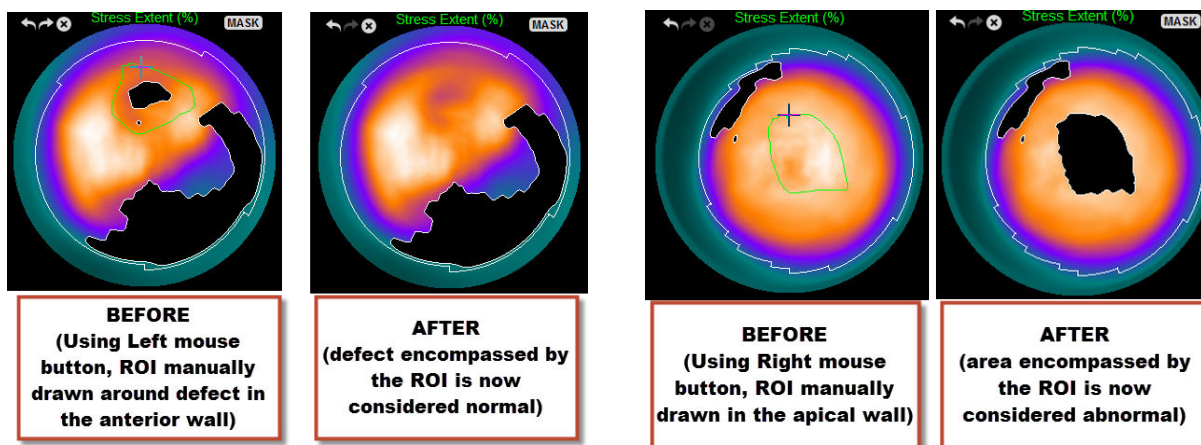 Stress Extent (%)
MASK
Stress Extent (%)
MASK
Stress Extent (%)
MASK
Stress Extent (%)
MASK
BEFORE
(Using Left mouse
button, ROI manually
drawn around defect in
the anterior wall)
AFTER
(defect encompassed by
the ROI is now
considered normal)
BEFORE
(Using Right mouse
button, ROI manually
drawn in the apical wall)
AFTER
(area encompassed by
the ROI is now
considered abnormal)